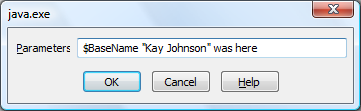 java.exe
Parameters $BaseName "Kay Johnson" was here
OK Cancel Help